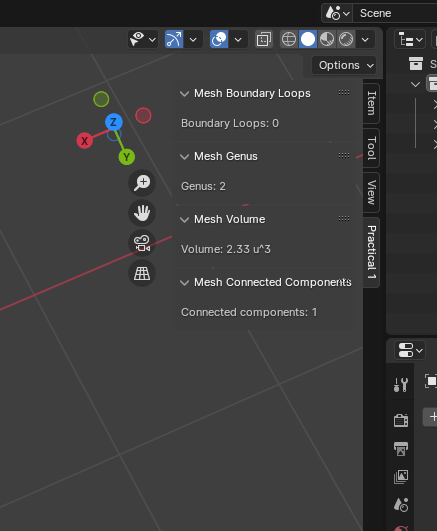 Scene
Options
S
Mesh Boundary Loops
Boundary Loops: 0
Mesh Genus
Genus: 2
Mesh Volume
Volume: 2.33 u^3
Mesh Connected Components
Connected components: 1
Item
Tool
View
Practical 1
Z
X
Y